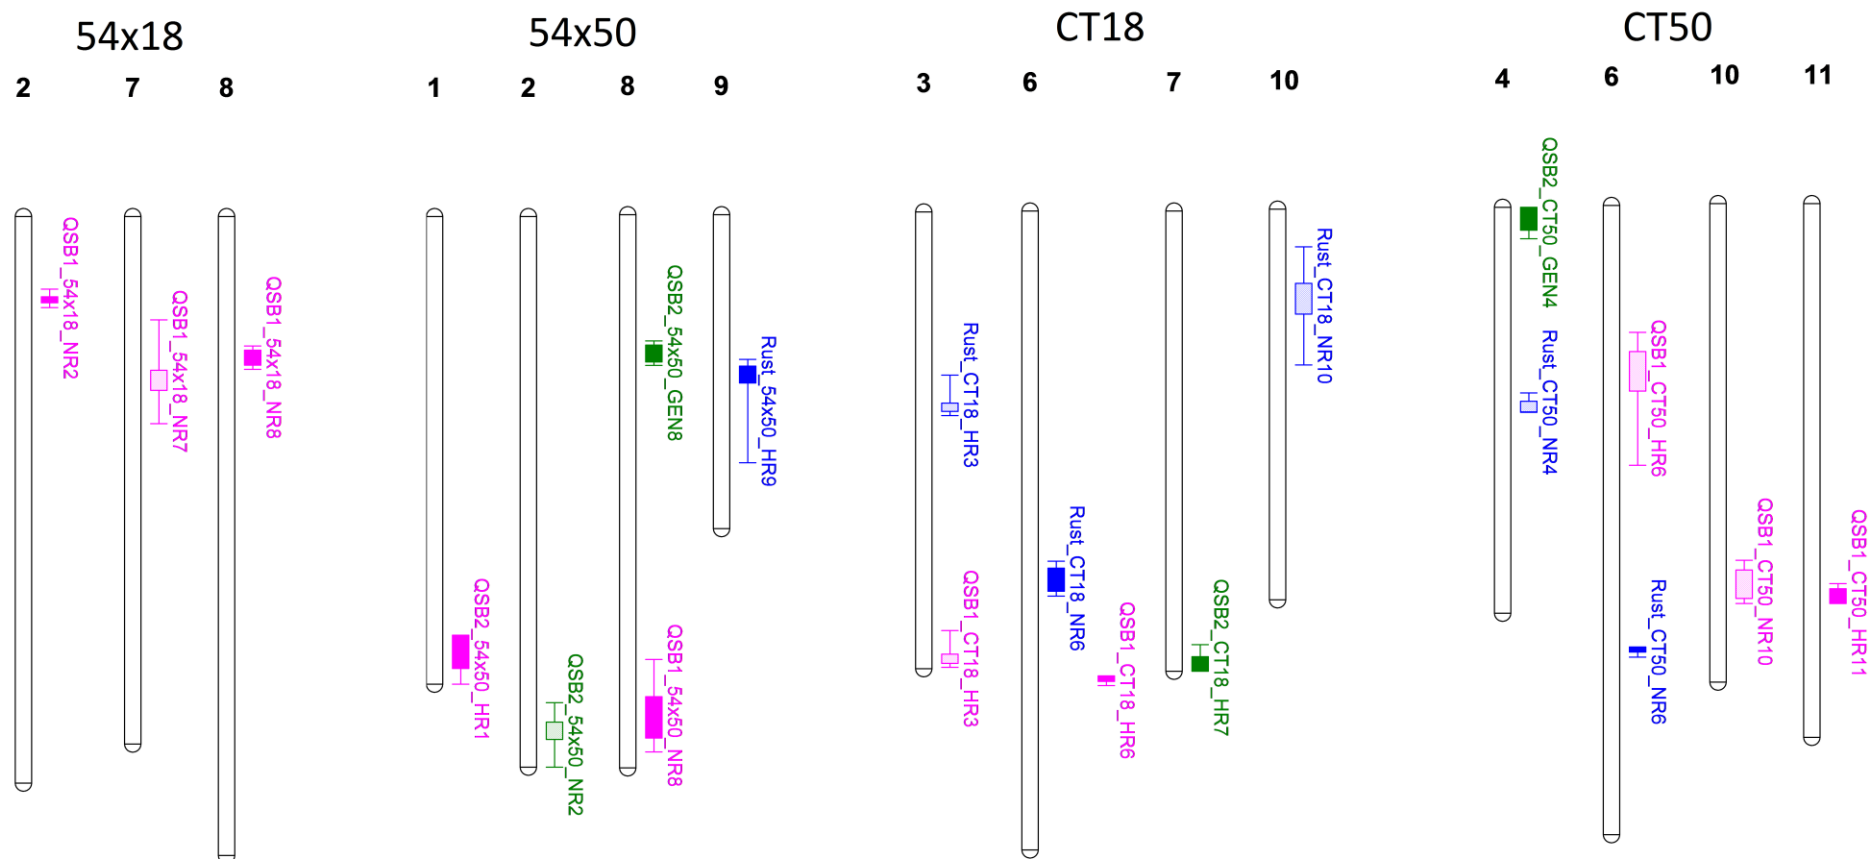 54x18
54x50
CT18
CT50
2
7
8
1
2
8
9
3
6
7
10
4
6
10
11
QSB1_54x18_NR2
QSB1_54x18_NR7
QSB1_54x18_NR8
QSB2_54x50_HR1
QSB2_54x50_NR2
QSB2_54x50_GEN8
QSB1_54x50_NR8
Rust_54x50_HR9
Rust_CT18_HR3
QSB1_CT18_HR3
Rust_CT18_NR6
QSB1_CT18_HR6
QSB2_CT18_HR7
Rust_CT18_NR10
QSB2_CT50_GEN4
Rust_CT50_NR4
QSB1_CT50_HR6
Rust_CT50_NR6
QSB1_CT50_NR10
QSB1_CT50_HR11